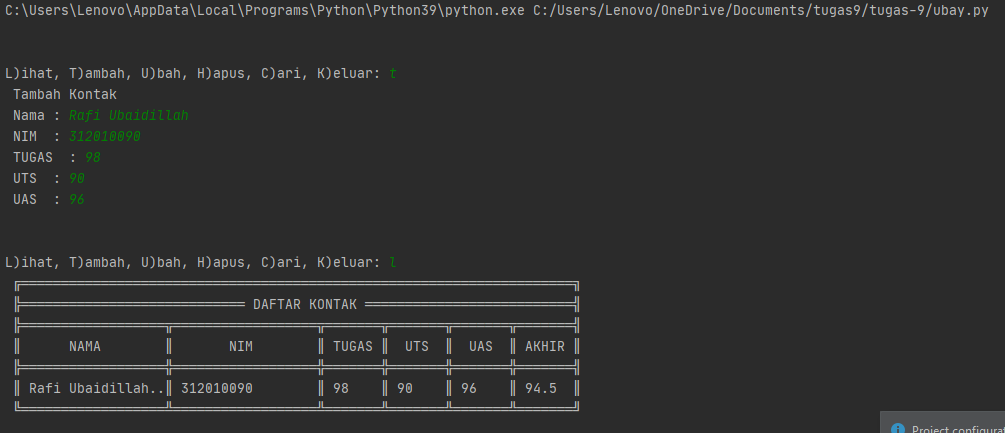 C:\Users\Lenovo\AppData\Local\Programs\Python\Python39\python.exe C:/Users/Lenovo/OneDrive/Documents/tugas9/tugas-9/ubay.py
L)ihat, T)ambah, U)bah, H)apus, C)ari, K)eluar: t
Tambah Kontak
Nama : Rafi Ubaidillah
NIM : 312010090
TUGAS : 98
UTS : 90
UAS : 96
L)ihat, T)ambah, U)bah, H)apus, C)ari, K)eluar: l
DAFTAR KONTAK
NAMA NIM TUGAS UTS UAS AKHIR
Rafi Ubaidillah.. 312010090 98 90 96 94.5
Project